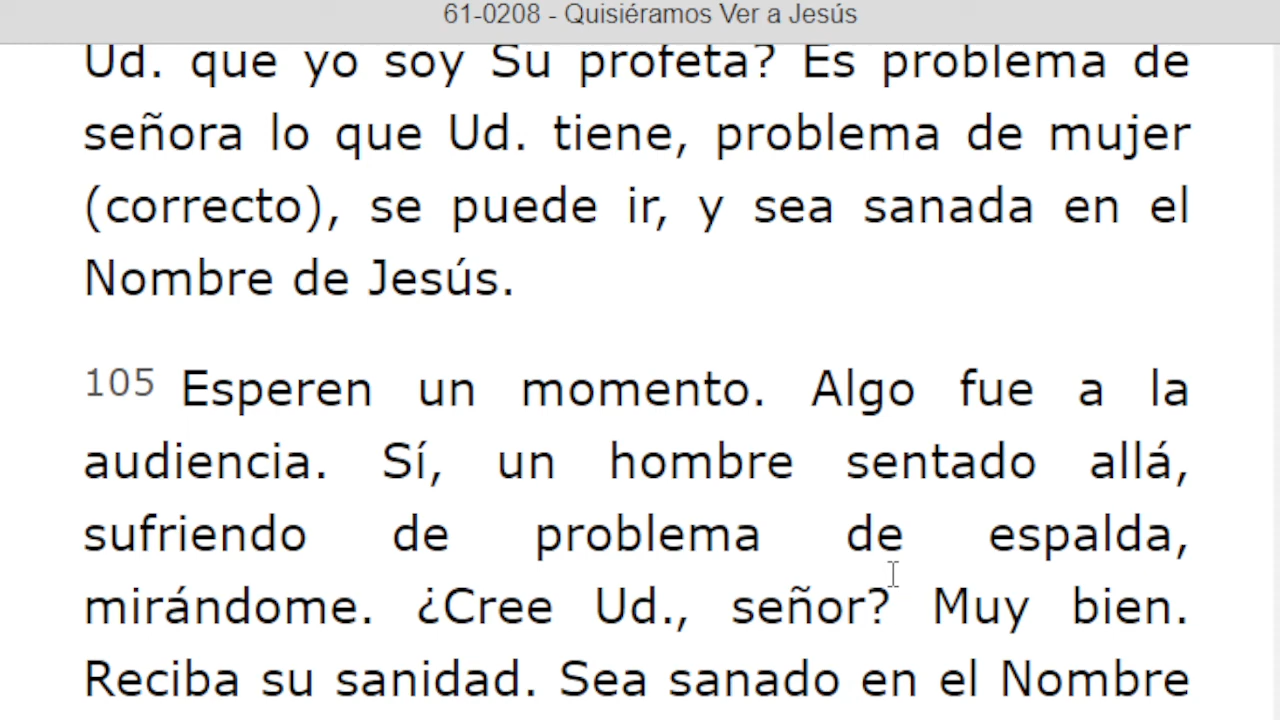 61-0208 - Quisiéramos Ver a Jesús
Ud. que yo soy Su profeta? Es problema de
señora lo que Ud. tiene, problema de mujer
(correcto), se puede ir, y sea sanada en el
Nombre de Jesús.
105 Esperen un momento. Algo fue a la
audiencia. Sí, un hombre sentado allá,
sufriendo de problema de espalda,
mirándome. ¿Cree Ud., señor? Muy bien.
Reciba su sanidad. Sea sanado en el Nombre